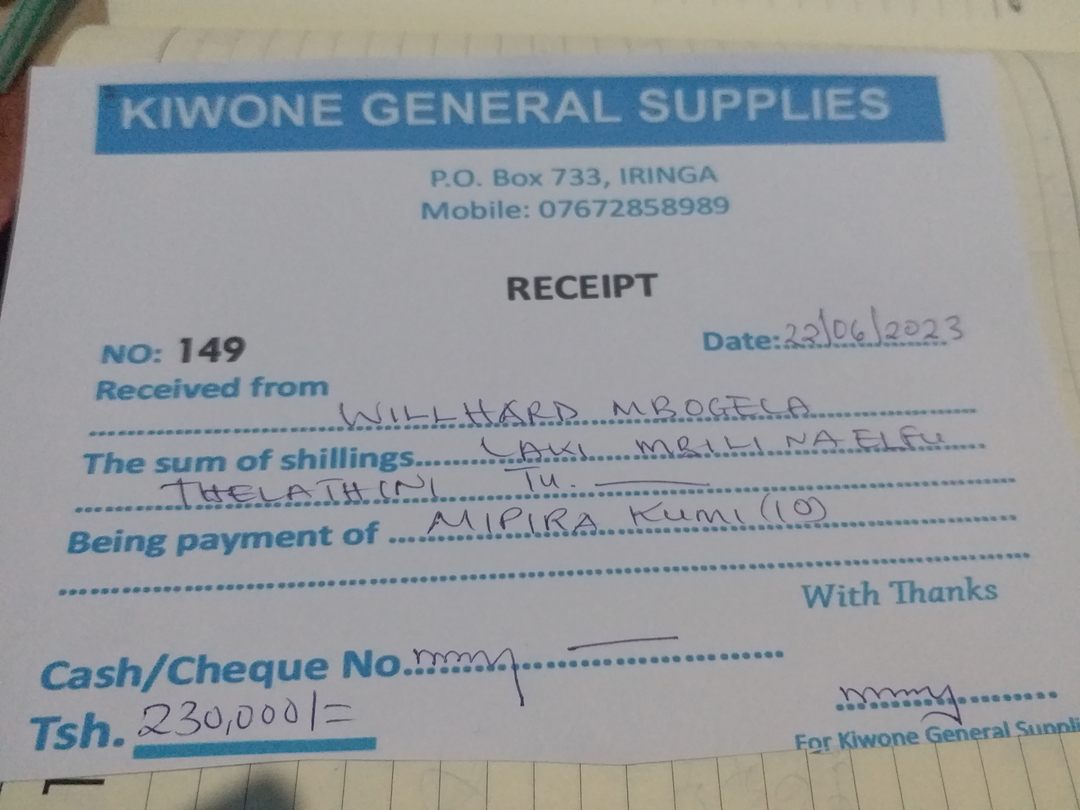 KIWONE GENERAL SUPPLIES
P.O. Box 733, IRINGA
Mobile: 07672858989
RECEIPT
NO: 149 Date: 22/06/2023
Received from
WILLHARD MBOGELA
The sum of shillings LAKI MBILI NA ELFU
THELATHINI TU.
Being payment of MIPIRA KUMI (10)
With Thanks
Cash/Cheque No.
Tsh. 230,000/=
For Kiwone General Suppli